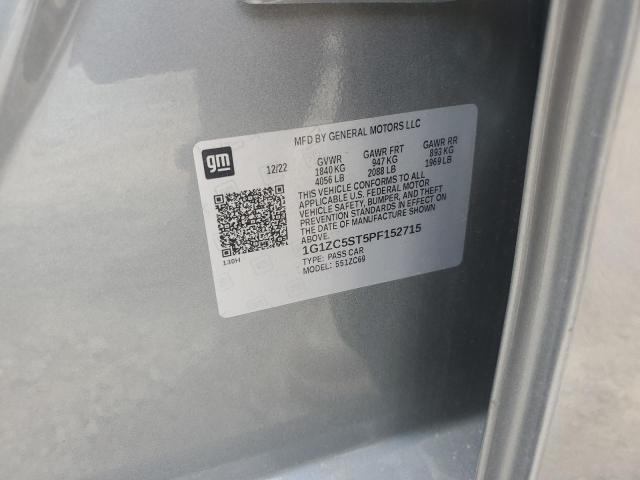 MFD BY GENERAL MOTORS LLC
gm
12/22 GVWR GAWR FRT GAWR RR
1840 KG 947 KG 893 KG
4056 LB 2088 LB 1969 LB
THIS VEHICLE CONFORMS TO ALL
APPLICABLE U.S. FEDERAL MOTOR
VEHICLE SAFETY, BUMPER, AND THEFT
PREVENTION STANDARDS IN EFFECT ON
THE DATE OF MANUFACTURE SHOWN
ABOVE.
1G1ZC5ST5PF152715
TYPE: PASS CAR
MODEL: 551ZC69
130H